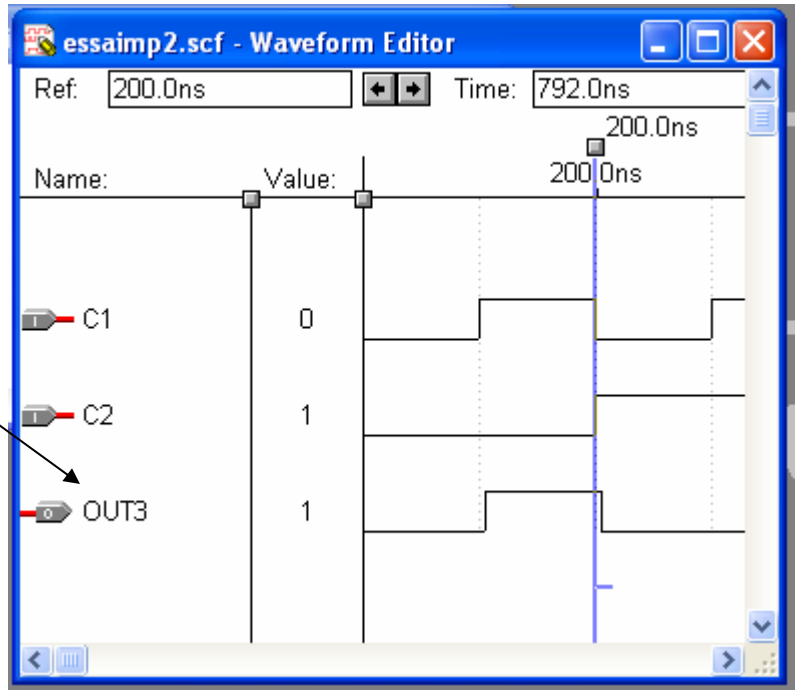 essaimp2.scf - Waveform Editor
Ref: 200.0ns Time: 792.0ns
200.0ns
200.0ns
Name: Value:
I C1 0
I C2 1
O OUT3 1